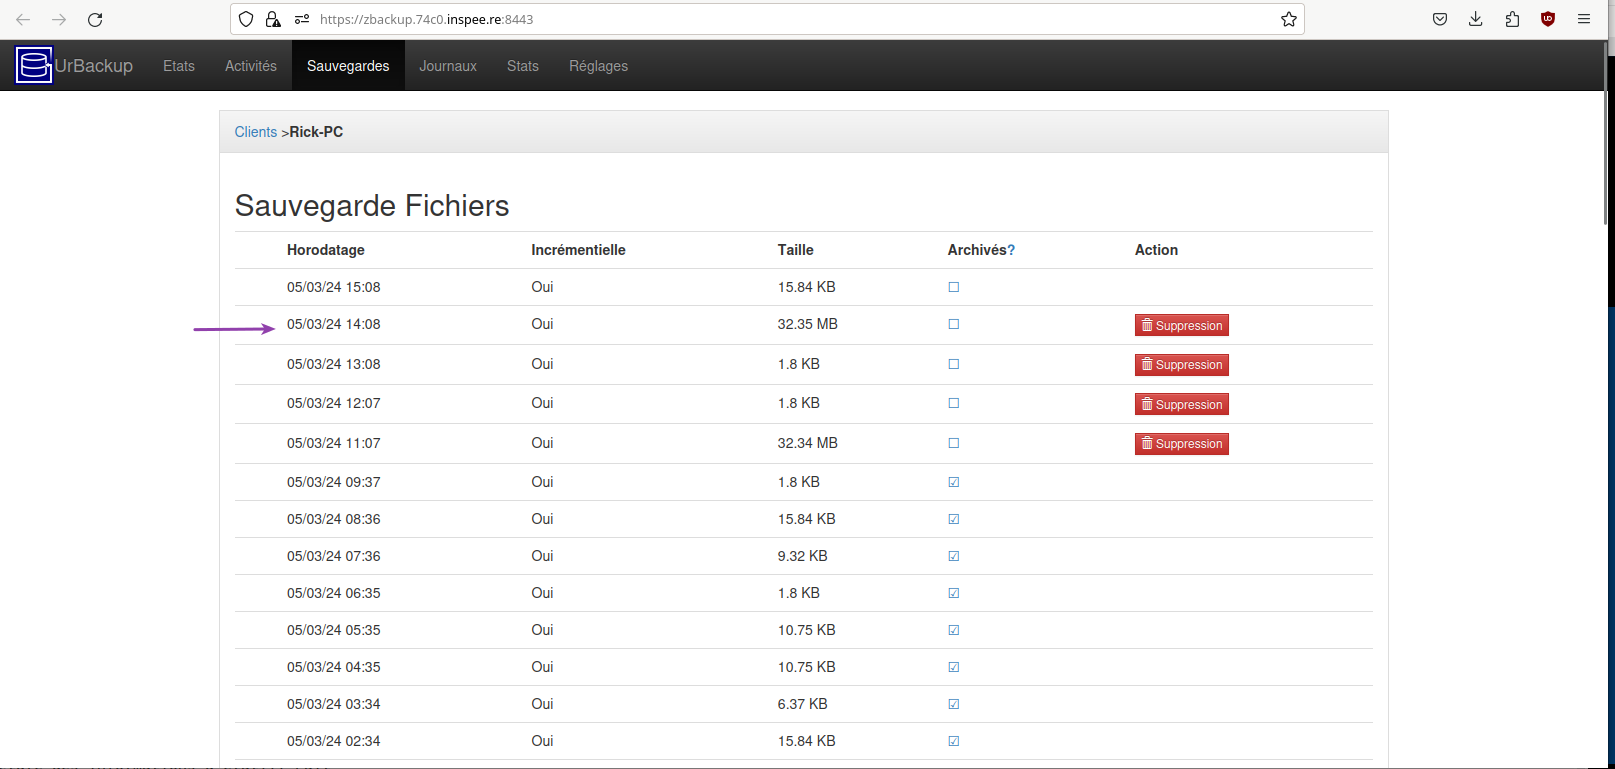 https://zbackup.74c0.inspee.re:8443
UrBackup Etats Activités Sauvegardes Journaux Stats Réglages
Clients >Rick-PC
Sauvegarde Fichiers
Horodatage Incrémentielle Taille Archivés? Action
05/03/24 15:08 Oui 15.84 KB
05/03/24 14:08 Oui 32.35 MB Suppression
05/03/24 13:08 Oui 1.8 KB Suppression
05/03/24 12:07 Oui 1.8 KB Suppression
05/03/24 11:07 Oui 32.34 MB Suppression
05/03/24 09:37 Oui 1.8 KB
05/03/24 08:36 Oui 15.84 KB
05/03/24 07:36 Oui 9.32 KB
05/03/24 06:35 Oui 1.8 KB
05/03/24 05:35 Oui 10.75 KB
05/03/24 04:35 Oui 10.75 KB
05/03/24 03:34 Oui 6.37 KB
05/03/24 02:34 Oui 15.84 KB